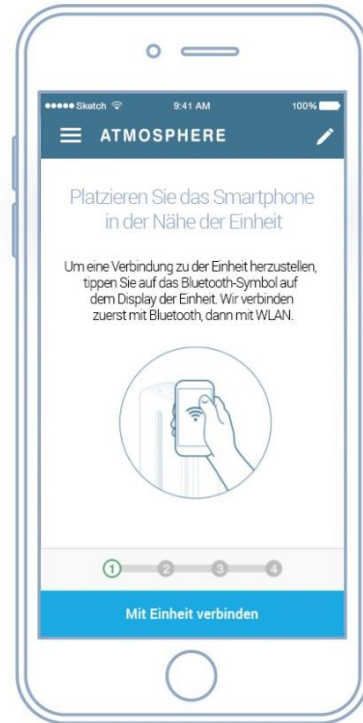 Sketch 9:41 AM 100%
ATMOSPHERE
Platzieren Sie das Smartphone
in der Nähe der Einheit
Um eine Verbindung zu der Einheit herzustellen,
tippen Sie auf das Bluetooth-Symbol auf
dem Display der Einheit. Wir verbinden
zuerst mit Bluetooth, dann mit WLAN.
1 2 3 4
Mit Einheit verbinden